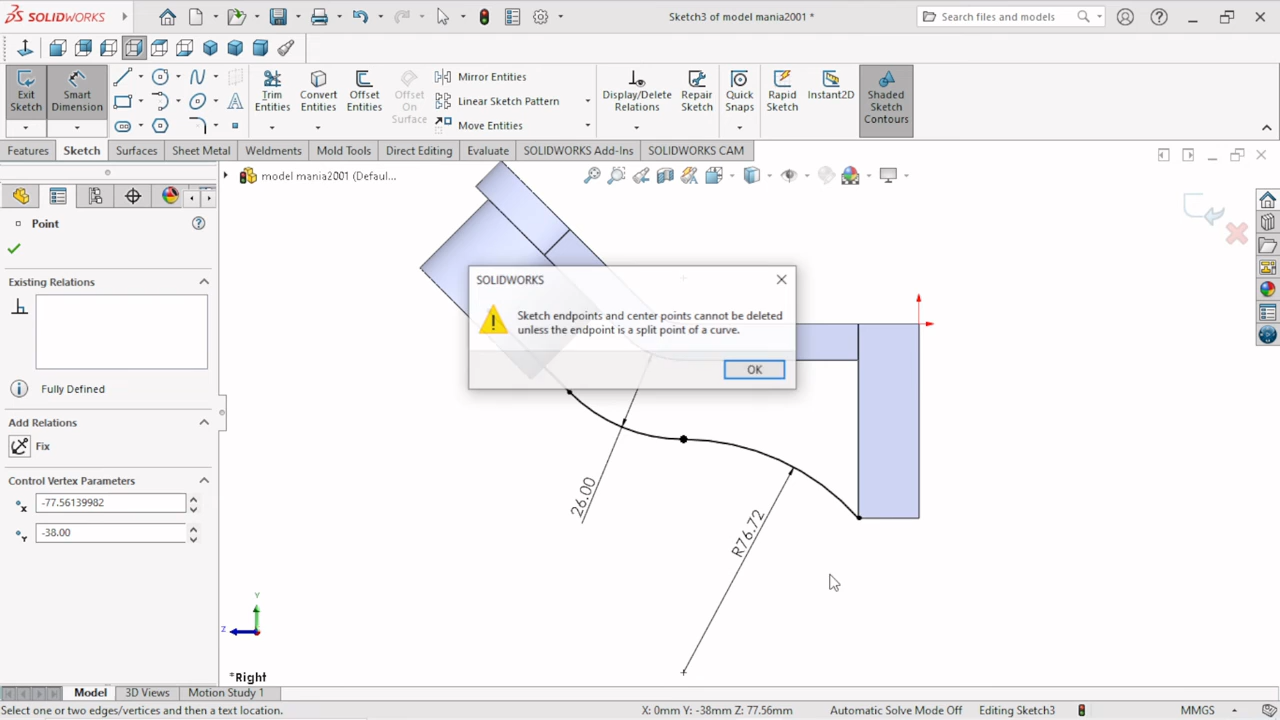 SOLIDWORKS
Sketch3 of model mania2001 *
Search files and models
Exit Sketch
Smart Dimension
Trim Entities
Convert Entities
Offset Entities
Offset On Surface
Mirror Entities
Linear Sketch Pattern
Move Entities
Display/Delete Relations
Repair Sketch
Quick Snaps
Rapid Sketch
Instant2D
Shaded Sketch Contours
Features
Sketch
Surfaces
Sheet Metal
Weldments
Mold Tools
Direct Editing
Evaluate
SOLIDWORKS Add-Ins
SOLIDWORKS CAM
model mania2001 (Defaul...
Point
Existing Relations
Fully Defined
Add Relations
Fix
Control Vertex Parameters
x
-77.56139982
Y
-38.00
SOLIDWORKS
Sketch endpoints and center points cannot be deleted
unless the endpoint is a split point of a curve.
OK
26.00
R76.72
Y
Z
*Right
Model
3D Views
Motion Study 1
Select one or two edges/vertices and then a text location.
X: 0mm Y: -38mm Z: 77.56mm
Automatic Solve Mode Off
Editing Sketch3
MMGS